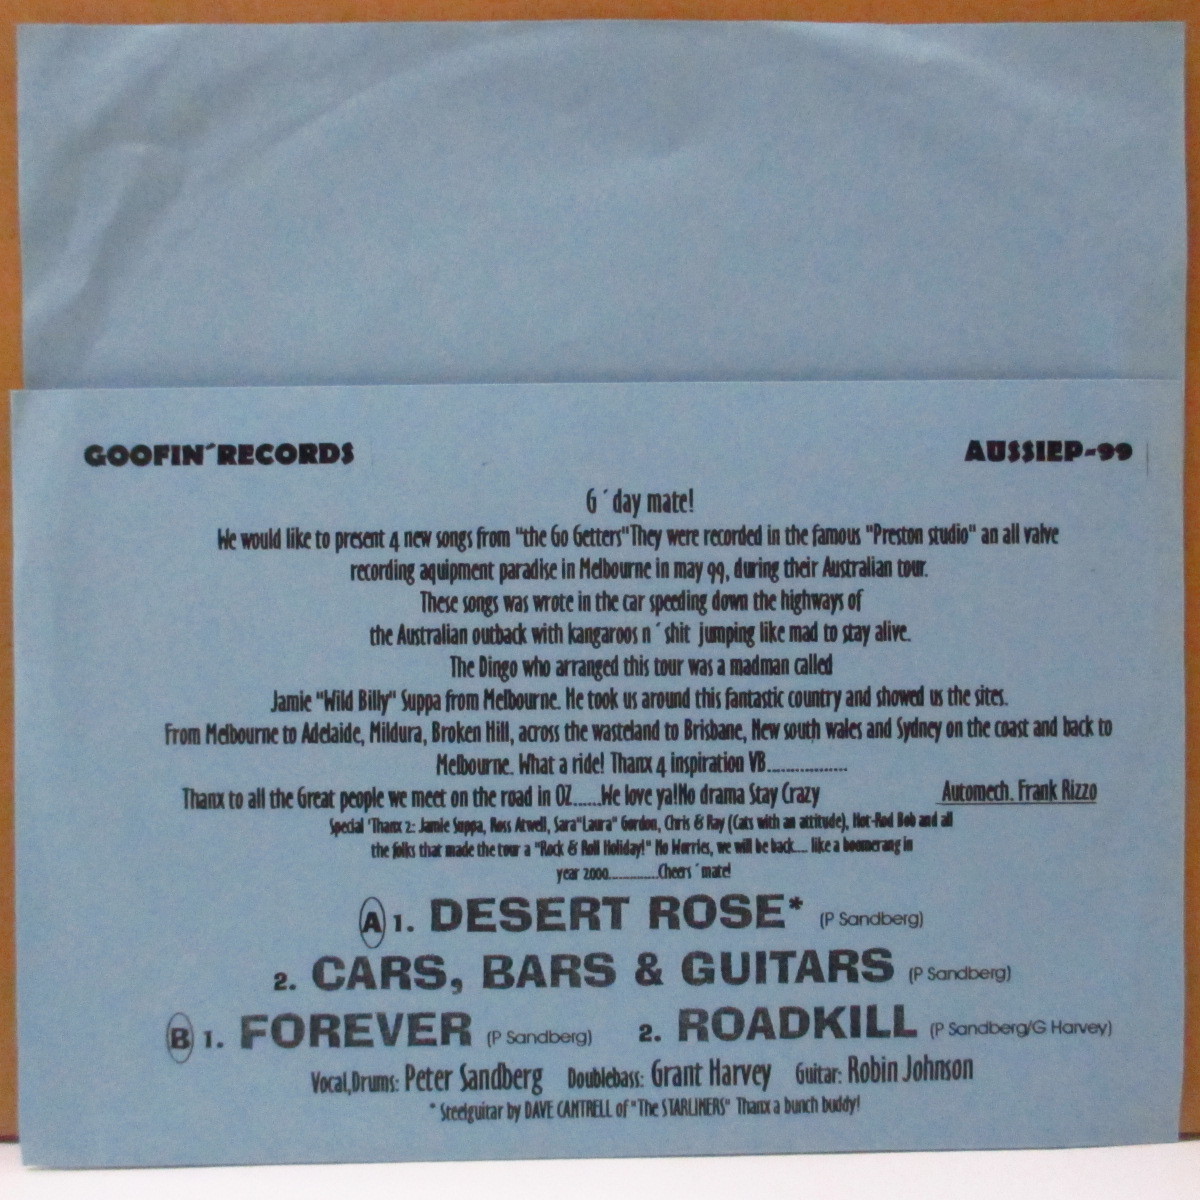 GOOFIN´RECORDS AUSSIEP-99
G´day mate!
We would like to present 4 new songs from "the Go Getters"They were recorded in the famous "Preston studio" an all valve
recording aquipment paradise in Melbourne in may 99, during their Australian tour.
These songs was wrote in the car speeding down the highways of
the Australian outback with kangaroos n´shit jumping like mad to stay alive.
The Dingo who arranged this tour was a madman called
Jamie "Wild Billy" Suppa from Melbourne. He took us around this fantastic country and showed us the sites.
From Melbourne to Adelaide, Mildura, Broken Hill, across the wasteland to Brisbane, New south wales and Sydney on the coast and back to
Melbourne. What a ride! Thanx 4 inspiration VB.................
Thanx to all the Great people we meet on the road in OZ......We love ya!No drama Stay Crazy Automech. Frank Rizzo
Special ´Thanx 2: Jamie Suppa, Ross Atwell, Sara"Laura" Gordon, Chris & Ray (Cats with an attitude), Hot-Rod Bob and all
the folks that made the tour a "Rock & Roll Holiday!" No Worries, we will be back.... like a boomerang in
year 2000..............Cheers ´mate!
A 1. DESERT ROSE* (P Sandberg)
2. CARS, BARS & GUITARS (P Sandberg)
B 1. FOREVER (P Sandberg) 2. ROADKILL (P Sandberg/G Harvey)
Vocal,Drums: Peter Sandberg Doublebass: Grant Harvey Guitar: Robin Johnson
* Steelguitar by DAVE CANTRELL of "The STARLINERS" Thanx a bunch buddy!